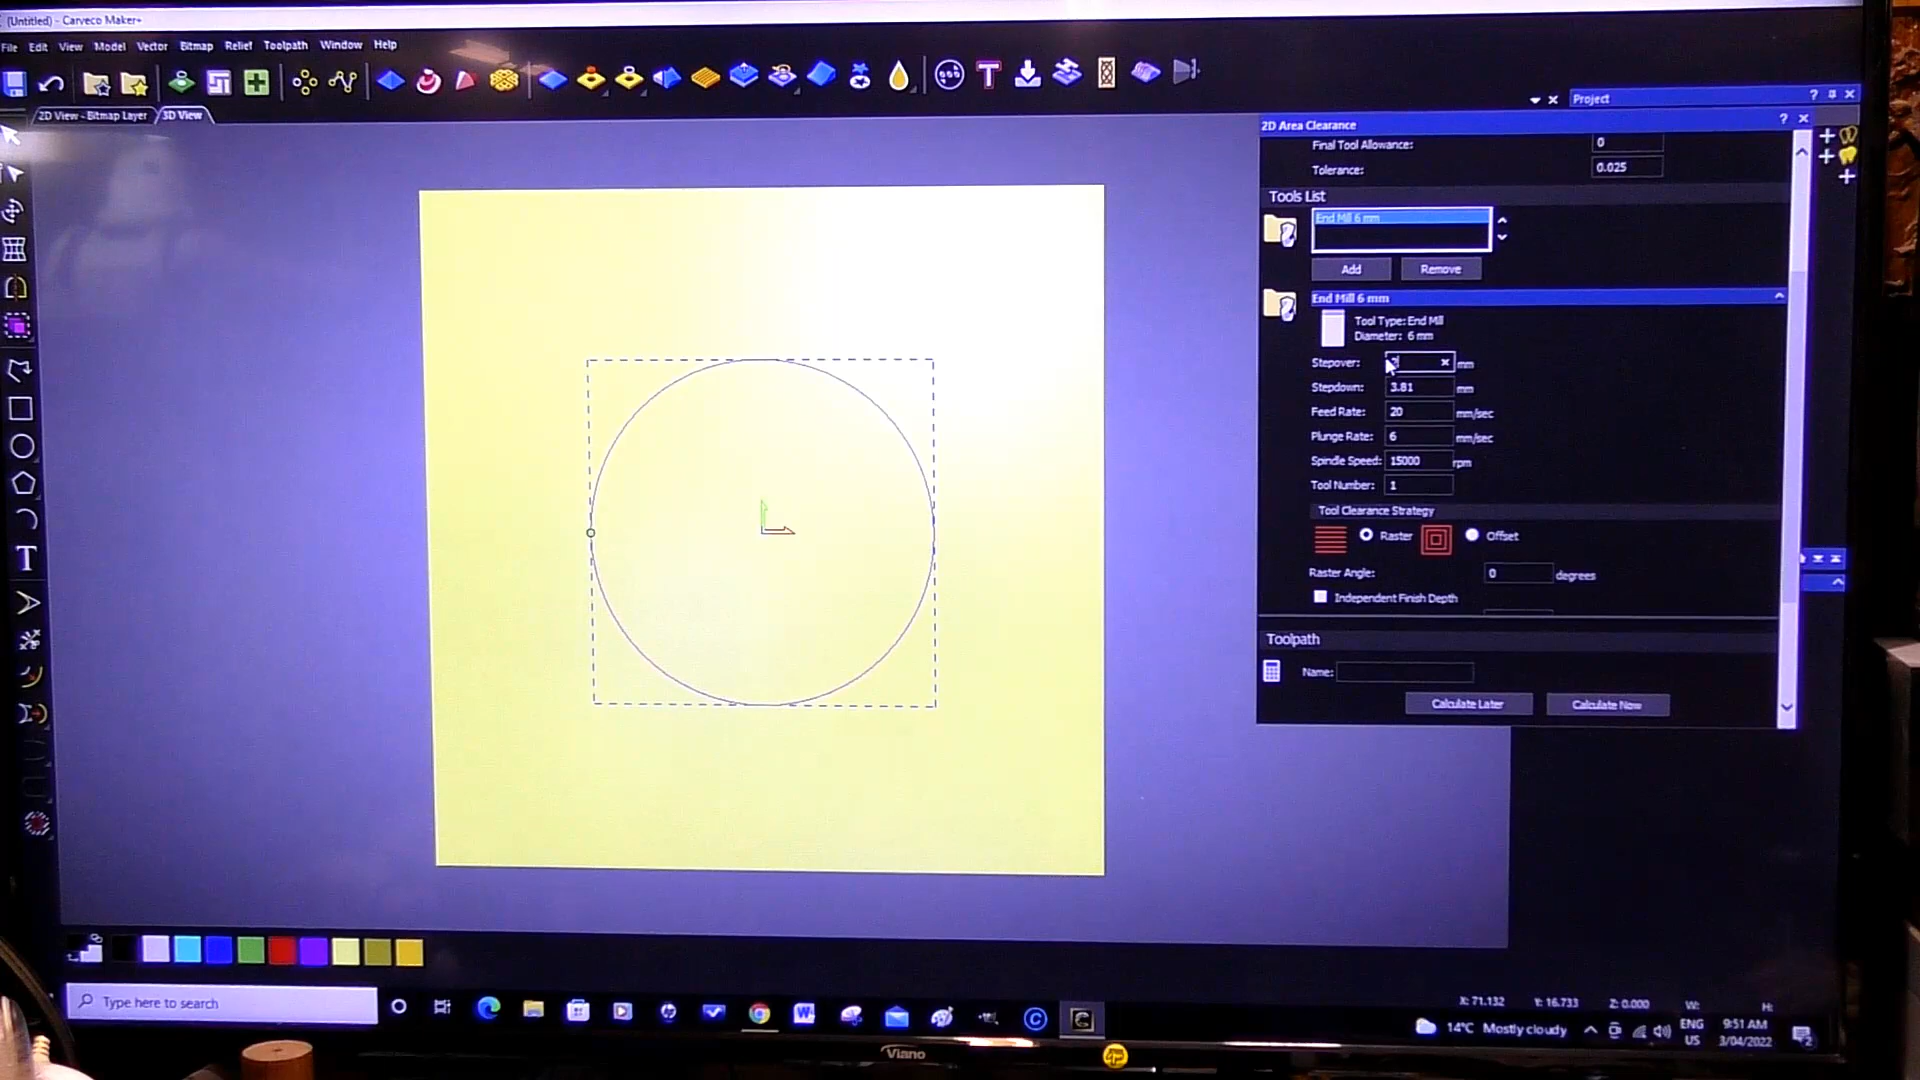 (Untitled) - Carveco Maker+
File Edit View Model Vector Bitmap Relief Toolpath Window Help
2D View - Bitmap Layer 3D View
Project
2D Area Clearance
Final Tool Allowance: 0
Tolerance: 0.025
Tools List
End Mill 6 mm
Add Remove
End Mill 6 mm
Tool Type: End Mill
Diameter: 6 mm
Stepover: mm
Stepdown: 3.81 mm
Feed Rate: 20 mm/sec
Plunge Rate: 6 mm/sec
Spindle Speed: 15000 rpm
Tool Number: 1
Tool Clearance Strategy
Raster Offset
Raster Angle: 0 degrees
Independent Finish Depth
Toolpath
Name:
Calculate Later Calculate Now
X: 71.132 Y: 16.733 Z: 0.000 W: H:
Type here to search
14°C Mostly cloudy
ENG
US
9:51 AM
3/04/2022
Viano